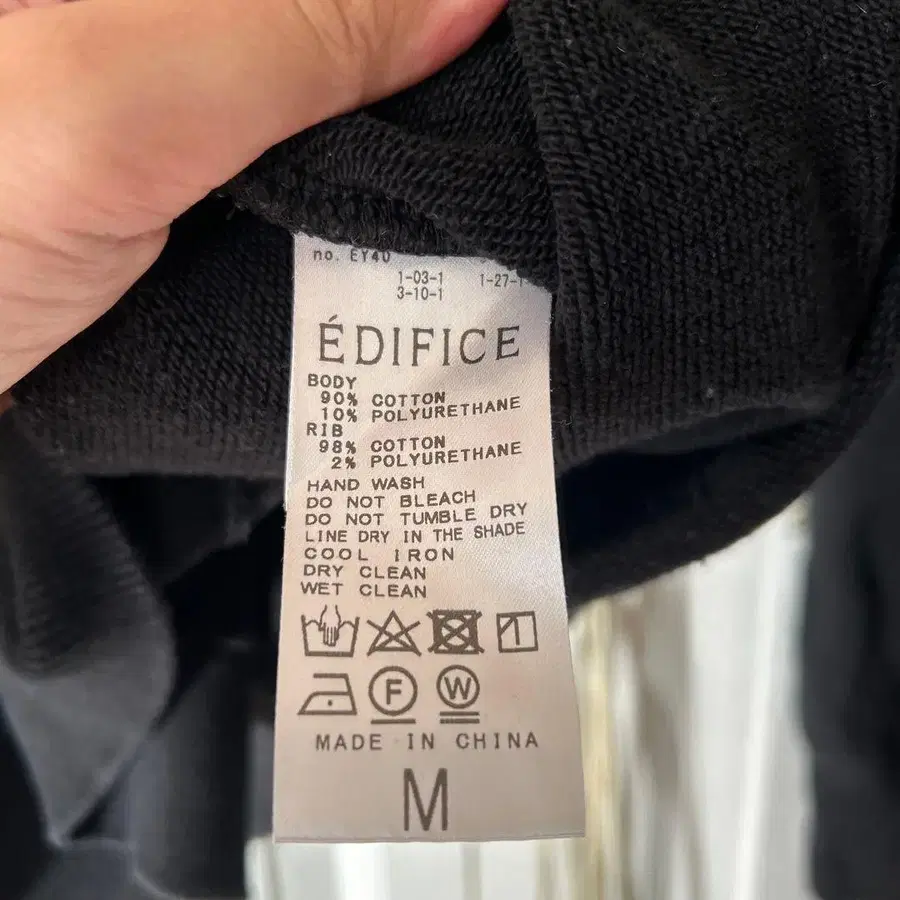 no. EY40
1-03-1 1-27-1
3-10-1
ÉDIFICE
BODY
90% COTTON
10% POLYURETHANE
RIB
98% COTTON
2% POLYURETHANE
HAND WASH
DO NOT BLEACH
DO NOT TUMBLE DRY
LINE DRY IN THE SHADE
COOL IRON
DRY CLEAN
WET CLEAN
F W
MADE IN CHINA
M